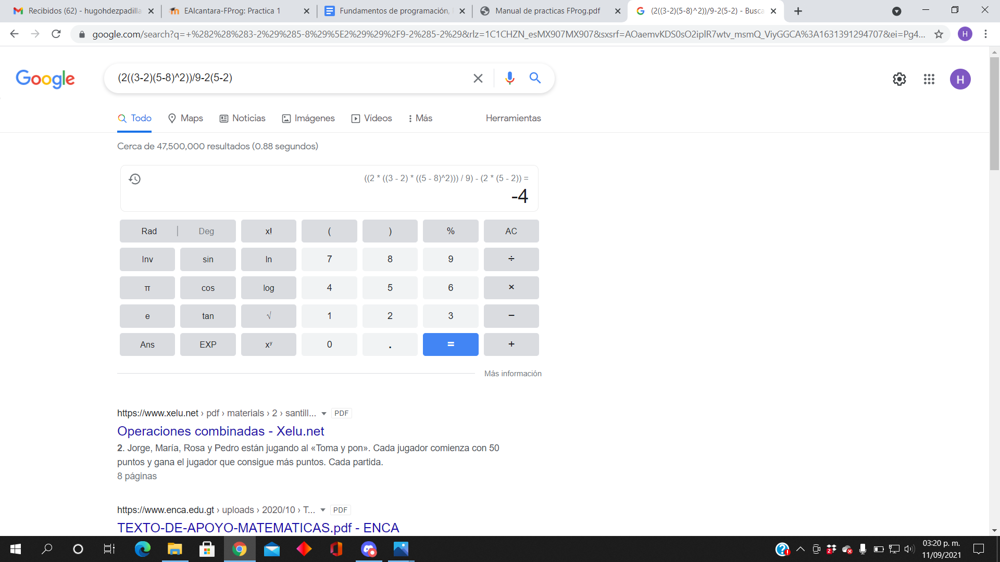 Recibidos (62) - hugohdezpadilla
EAlcantara-FProg: Practica 1
Fundamentos de programación,
Manual de practicas FProg.pdf
(2((3-2)(5-8)^2))/9-2(5-2) - Busca
google.com/search?q=+%282%28%283-2%29%285-8%29%5E2%29%29%2F9-2%285-2%29&rlz=1C1CHZN_esMX907MX907&sxsrf=AOaemvKDS0sO2iplR7wtv_msmQ_ViyGGCA%3A1631391294707&ei=Pg4...
H
Google
(2((3-2)(5-8)^2))/9-2(5-2)
H
Todo
Maps
Noticias
Imágenes
Vídeos
Más
Herramientas
Cerca de 47,500,000 resultados (0.88 segundos)
((2 * ((3 - 2) * ((5 - 8)^2))) / 9) - (2 * (5 - 2)) =
-4
Rad | Deg x! ( ) % AC
Inv sin ln 7 8 9 ÷
π cos log 4 5 6 ×
e tan √ 1 2 3 −
Ans EXP xʸ 0 . = +
Más información
https://www.xelu.net › pdf › materials › 2 › santill... PDF
Operaciones combinadas - Xelu.net
2. Jorge, María, Rosa y Pedro están jugando al «Toma y pon». Cada jugador comienza con 50
puntos y gana el jugador que consigue más puntos. Cada partida.
8 páginas
https://www.enca.edu.gt › uploads › 2020/10 › T... PDF
TEXTO-DE-APOYO-MATEMATICAS.pdf - ENCA
2
03:20 p. m.
11/09/2021